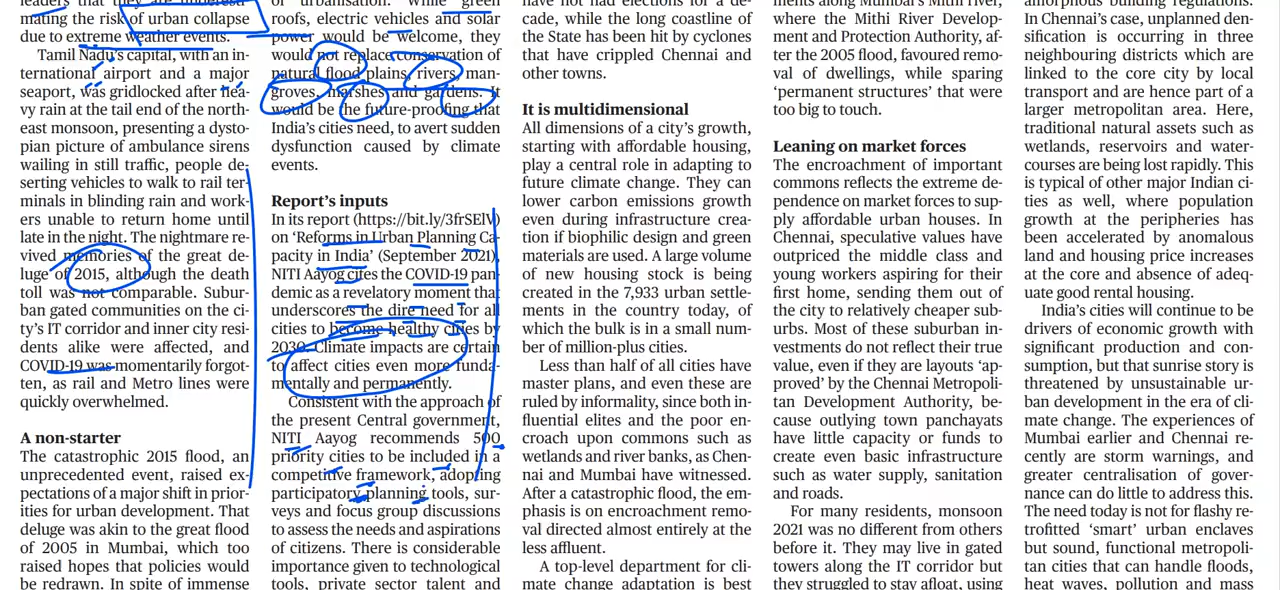 leaders that they are underesti-
mating the risk of urban collapse
due to extreme weather events.
Tamil Nadu's capital, with an in-
ternational airport and a major
seaport, was gridlocked after hea-
vy rain at the tail end of the north-
east monsoon, presenting a dysto-
pian picture of ambulance sirens
wailing in still traffic, people de-
serting vehicles to walk to rail ter-
minals in blinding rain and work-
ers unable to return home until
late in the night. The nightmare re-
vived memories of the great de-
luge of 2015, although the death
toll was not comparable. Subur-
ban gated communities on the ci-
ty's IT corridor and inner city resi-
dents alike were affected, and
COVID-19 was momentarily forgot-
ten, as rail and Metro lines were
quickly overwhelmed.
A non-starter
The catastrophic 2015 flood, an
unprecedented event, raised ex-
pectations of a major shift in prior-
ities for urban development. That
deluge was akin to the great flood
of 2005 in Mumbai, which too
raised hopes that policies would
be redrawn. In spite of immense
of urbanisation. While green
roofs, electric vehicles and solar
power would be welcome, they
would not replace conservation of
natural flood plains, rivers, man-
groves, marshes and gardens. It
would be the future-proofing that
India's cities need, to avert sudden
dysfunction caused by climate
events.
Report's inputs
In its report (https://bit.ly/3frSElV)
on 'Reforms in Urban Planning Ca-
pacity in India' (September 2021),
NITI Aayog cites the COVID-19 pan-
demic as a revelatory moment that
underscores the dire need for all
cities to become healthy cities by
2030. Climate impacts are certain
to affect cities even more funda-
mentally and permanently.
Consistent with the approach of
the present Central government,
NITI Aayog recommends 500
priority cities to be included in a
competitive framework, adopting
participatory planning tools, sur-
veys and focus group discussions
to assess the needs and aspirations
of citizens. There is considerable
importance given to technological
tools, private sector talent and
have not had elections for a de-
cade, while the long coastline of
the State has been hit by cyclones
that have crippled Chennai and
other towns.
It is multidimensional
All dimensions of a city's growth,
starting with affordable housing,
play a central role in adapting to
future climate change. They can
lower carbon emissions growth
even during infrastructure crea-
tion if biophilic design and green
materials are used. A large volume
of new housing stock is being
created in the 7,933 urban settle-
ments in the country today, of
which the bulk is in a small num-
ber of million-plus cities.
Less than half of all cities have
master plans, and even these are
ruled by informality, since both in-
fluential elites and the poor en-
croach upon commons such as
wetlands and river banks, as Chen-
nai and Mumbai have witnessed.
After a catastrophic flood, the em-
phasis is on encroachment remo-
val directed almost entirely at the
less affluent.
A top-level department for cli-
mate change adaptation is best
ments along Mumbai's Mithi river,
where the Mithi River Develop-
ment and Protection Authority, af-
ter the 2005 flood, favoured remo-
val of dwellings, while sparing
'permanent structures' that were
too big to touch.
Leaning on market forces
The encroachment of important
commons reflects the extreme de-
pendence on market forces to sup-
ply affordable urban houses. In
Chennai, speculative values have
outpriced the middle class and
young workers aspiring for their
first home, sending them out of
the city to relatively cheaper sub-
urbs. Most of these suburban in-
vestments do not reflect their true
value, even if they are layouts 'ap-
proved' by the Chennai Metropoli-
tan Development Authority, be-
cause outlying town panchayats
have little capacity or funds to
create even basic infrastructure
such as water supply, sanitation
and roads.
For many residents, monsoon
2021 was no different from others
before it. They may live in gated
towers along the IT corridor but
they struggled to stay afloat, using
amorphous building regulations.
In Chennai's case, unplanned den-
sification is occurring in three
neighbouring districts which are
linked to the core city by local
transport and are hence part of a
larger metropolitan area. Here,
traditional natural assets such as
wetlands, reservoirs and water-
courses are being lost rapidly. This
is typical of other major Indian ci-
ties as well, where population
growth at the peripheries has
been accelerated by anomalous
land and housing price increases
at the core and absence of adeq-
uate good rental housing.
India's cities will continue to be
drivers of economic growth with
significant production and con-
sumption, but that sunrise story is
threatened by unsustainable ur-
ban development in the era of cli-
mate change. The experiences of
Mumbai earlier and Chennai re-
cently are storm warnings, and
greater centralisation of gover-
nance can do little to address this.
The need today is not for flashy re-
trofitted 'smart' urban enclaves
but sound, functional metropoli-
tan cities that can handle floods,
heat waves, pollution and mass